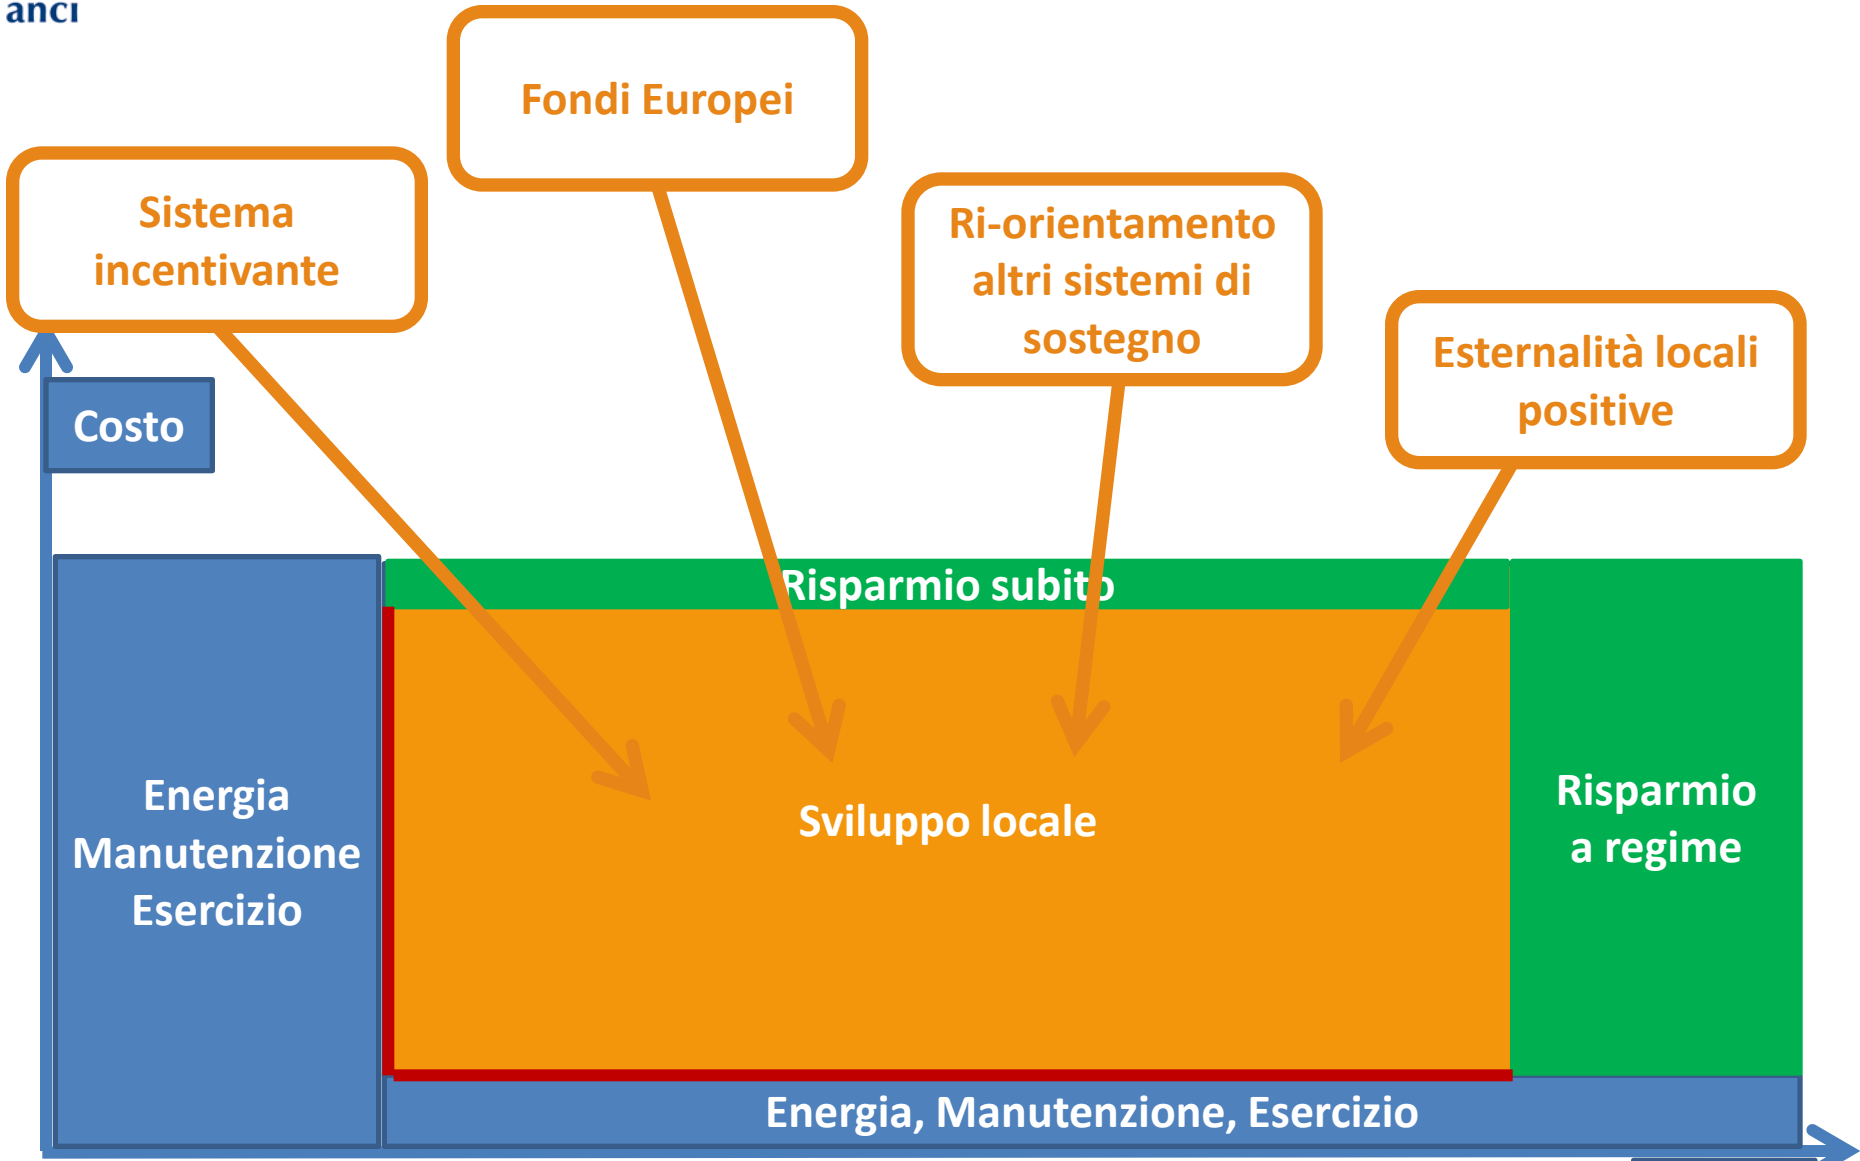 anci
Fondi Europei
Sistema
incentivante
Ri-orientamento
altri sistemi di
sostegno
Esternalità locali
positive
Costo
Risparmio subito
Energia
Manutenzione
Esercizio
Sviluppo locale
Risparmio
a regime
Energia, Manutenzione, Esercizio